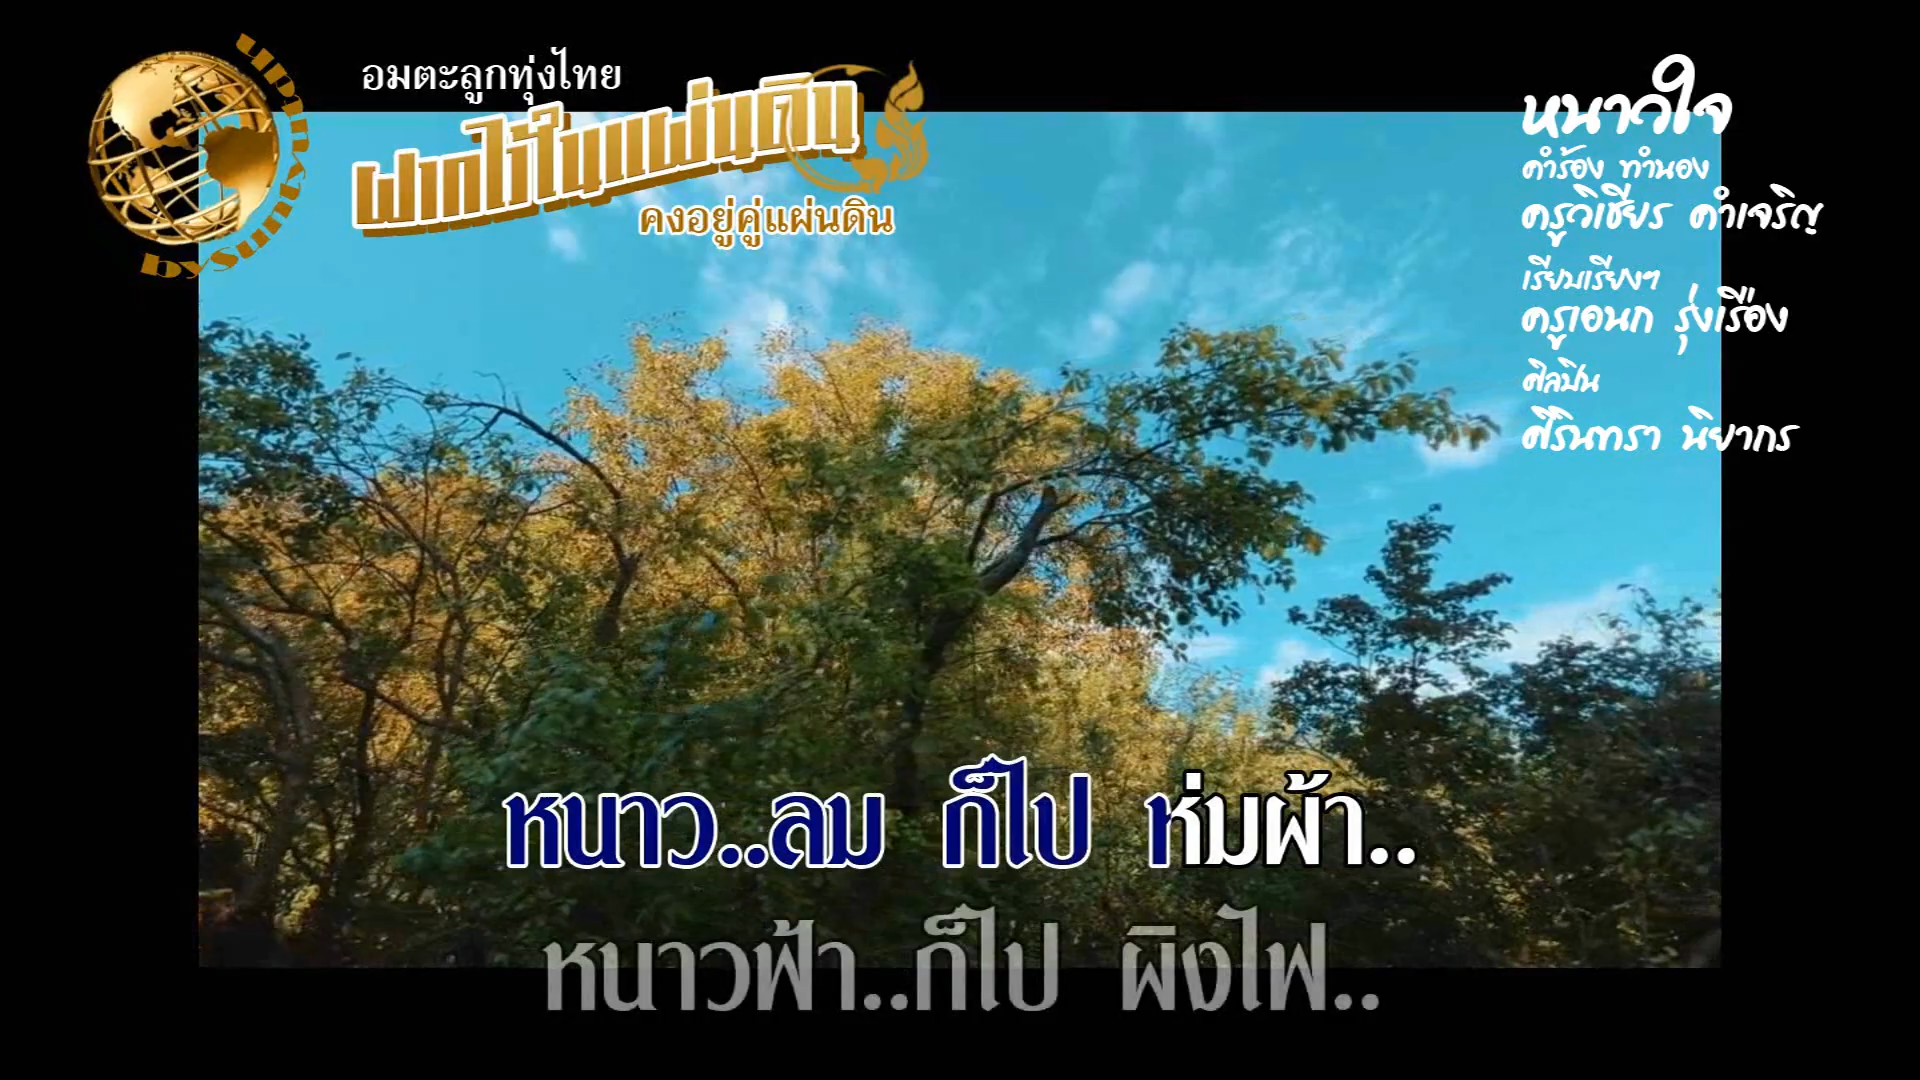 bySuntynutun
อมตะลูกทุ่งไทย
ฝากไว้ในแผ่นดิน
คงอยู่คู่แผ่นดิน
หนาวใจ
คำร้อง ทำนอง
ครูวิเชียร คำเจริญ
เรียบเรียงฯ
ครูเอนก รุ่งเรือง
ศิลปิน
ศิรินทรา นิยากร
หนาว..ลม ก็ไป ห่มผ้า..
หนาวฟ้า..ก็ไป ผิงไฟ..